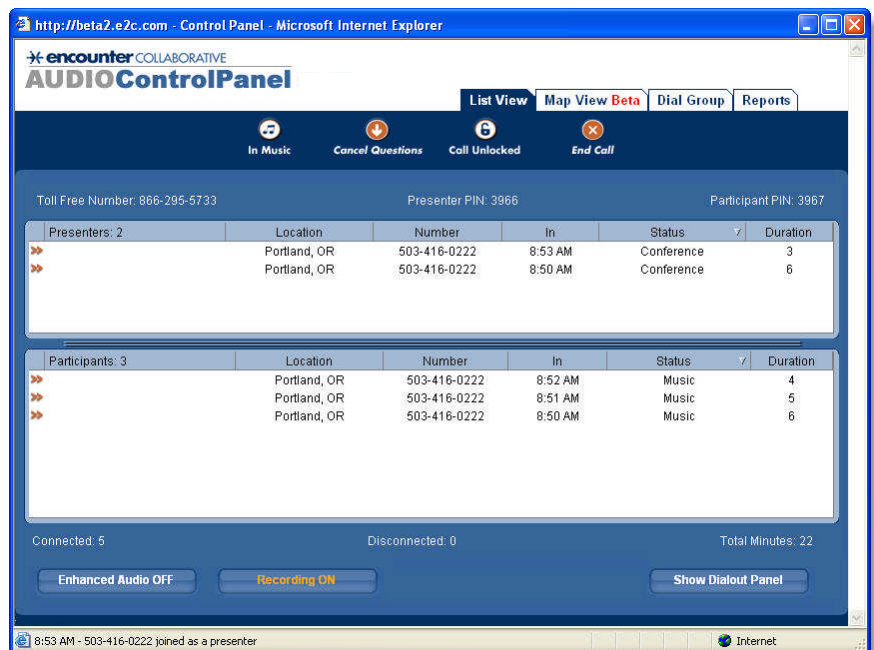 http://beta2.e2c.com - Control Panel - Microsoft Internet Explorer
encounter COLLABORATIVE
AUDIOControlPanel
List View Map View Beta Dial Group Reports
In Music Cancel Questions Call Unlocked End Call
Toll Free Number: 866-295-5733 Presenter PIN: 3966 Participant PIN: 3967
Presenters: 2 Location Number In Status Duration
Portland, OR 503-416-0222 8:53 AM Conference 3
Portland, OR 503-416-0222 8:50 AM Conference 6
Participants: 3 Location Number In Status Duration
Portland, OR 503-416-0222 8:52 AM Music 4
Portland, OR 503-416-0222 8:51 AM Music 5
Portland, OR 503-416-0222 8:50 AM Music 6
Connected: 5 Disconnected: 0 Total Minutes: 22
Enhanced Audio OFF Recording ON Show Dialout Panel
8:53 AM - 503-416-0222 joined as a presenter Internet